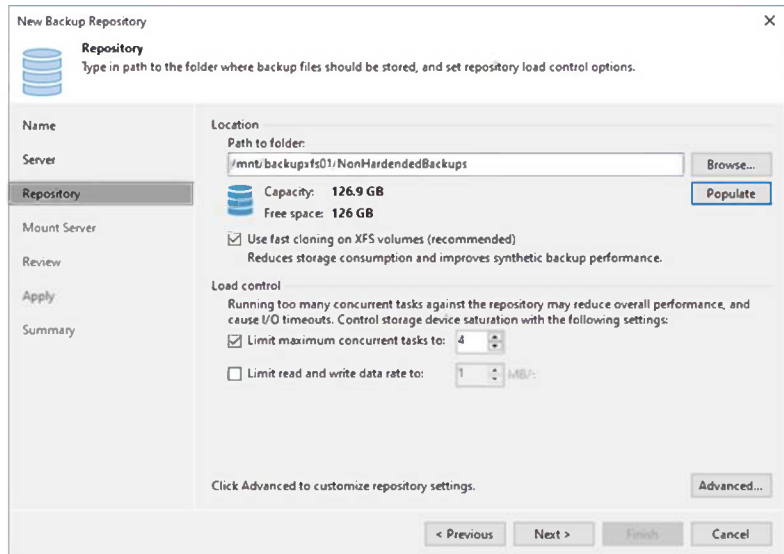 New Backup Repository
Repository
Type in path to the folder where backup files should be stored, and set repository load control options.
Name
Server
Repository
Mount Server
Review
Apply
Summary
Location
Path to folder:
/mnt/backupxfs01/NonHardendedBackups
Browse...
Capacity: 126.9 GB
Populate
Free space: 126 GB
Use fast cloning on XFS volumes (recommended)
Reduces storage consumption and improves synthetic backup performance.
Load control
Running too many concurrent tasks against the repository may reduce overall performance, and
cause I/O timeouts. Control storage device saturation with the following settings:
Limit maximum concurrent tasks to: 4
Limit read and write data rate to: 1 MB/s
Click Advanced to customize repository settings.
Advanced...
< Previous
Next >
Finish
Cancel